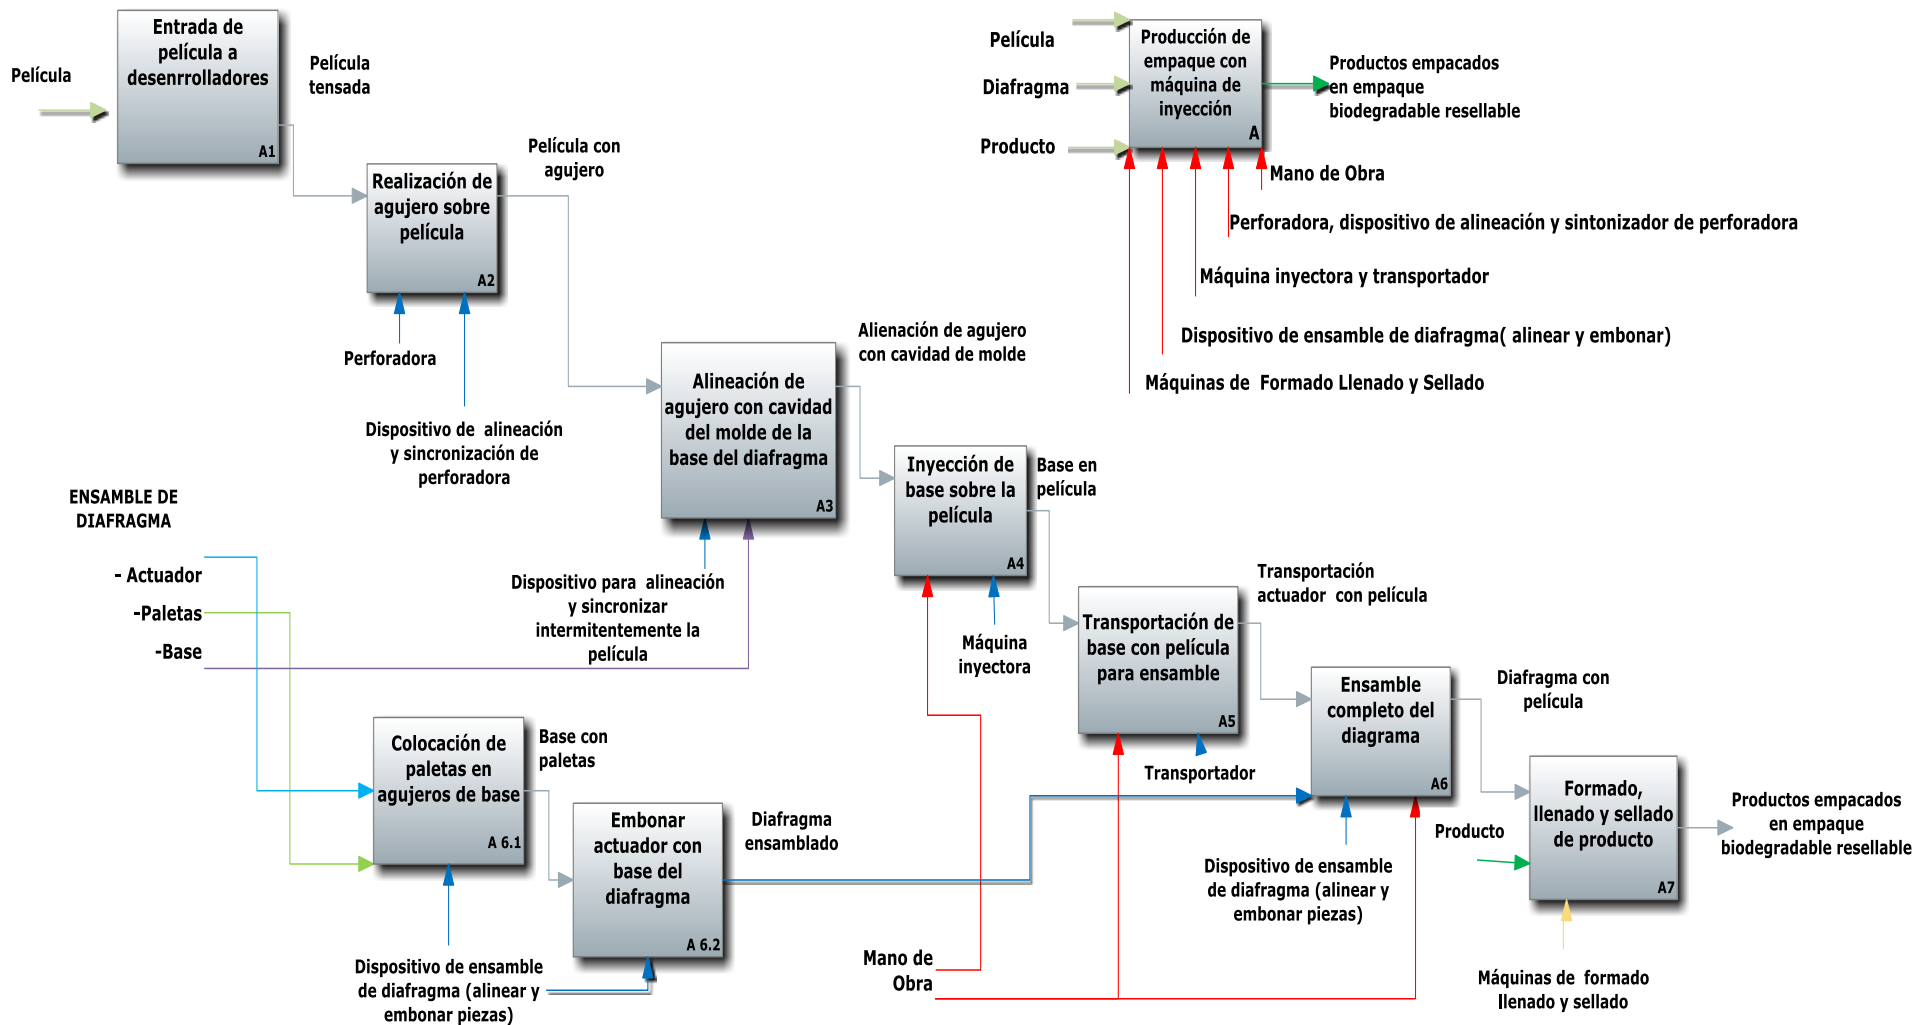 Entrada de
película a
desenrrolladores
A1
Película
Película
tensada
Realización de
agujero sobre
película
A2
Película con
agujero
Perforadora
Dispositivo de  alineación
y sincronización de
perforadora
Película
Diafragma
Producto
Producción de
empaque con
máquina de
inyección
A
Productos empacados
en empaque
biodegradable resellable
Mano de Obra
Perforadora, dispositivo de alineación y sintonizador de perforadora
Máquina inyectora y transportador
Dispositivo de ensamble de diafragma( alinear y embonar)
Máquinas de  Formado Llenado y Sellado
Alineación de
agujero con cavidad
del molde de la
base del diafragma
A3
Alienación de agujero
con cavidad de molde
Dispositivo para  alineación
y sincronizar
intermitentemente la
película
Inyección de
base sobre la
película
A4
Base en
película
Máquina
inyectora
ENSAMBLE DE
DIAFRAGMA
- Actuador
-Paletas
-Base
Transportación de
base con película
para ensamble
A5
Transportación
actuador  con película
Transportador
Ensamble
completo del
diagrama
A6
Diafragma con
película
Dispositivo de ensamble
de diafragma (alinear y
embonar piezas)
Colocación de
paletas en
agujeros de base
A 6.1
Base con
paletas
Embonar
actuador con
base del
diafragma
A 6.2
Diafragma
ensamblado
Dispositivo de ensamble
de diafragma (alinear y
embonar piezas)
Mano de
Obra
Formado,
llenado y sellado
de producto
A7
Producto
Productos empacados
en empaque
biodegradable resellable
Máquinas de  formado
llenado y sellado